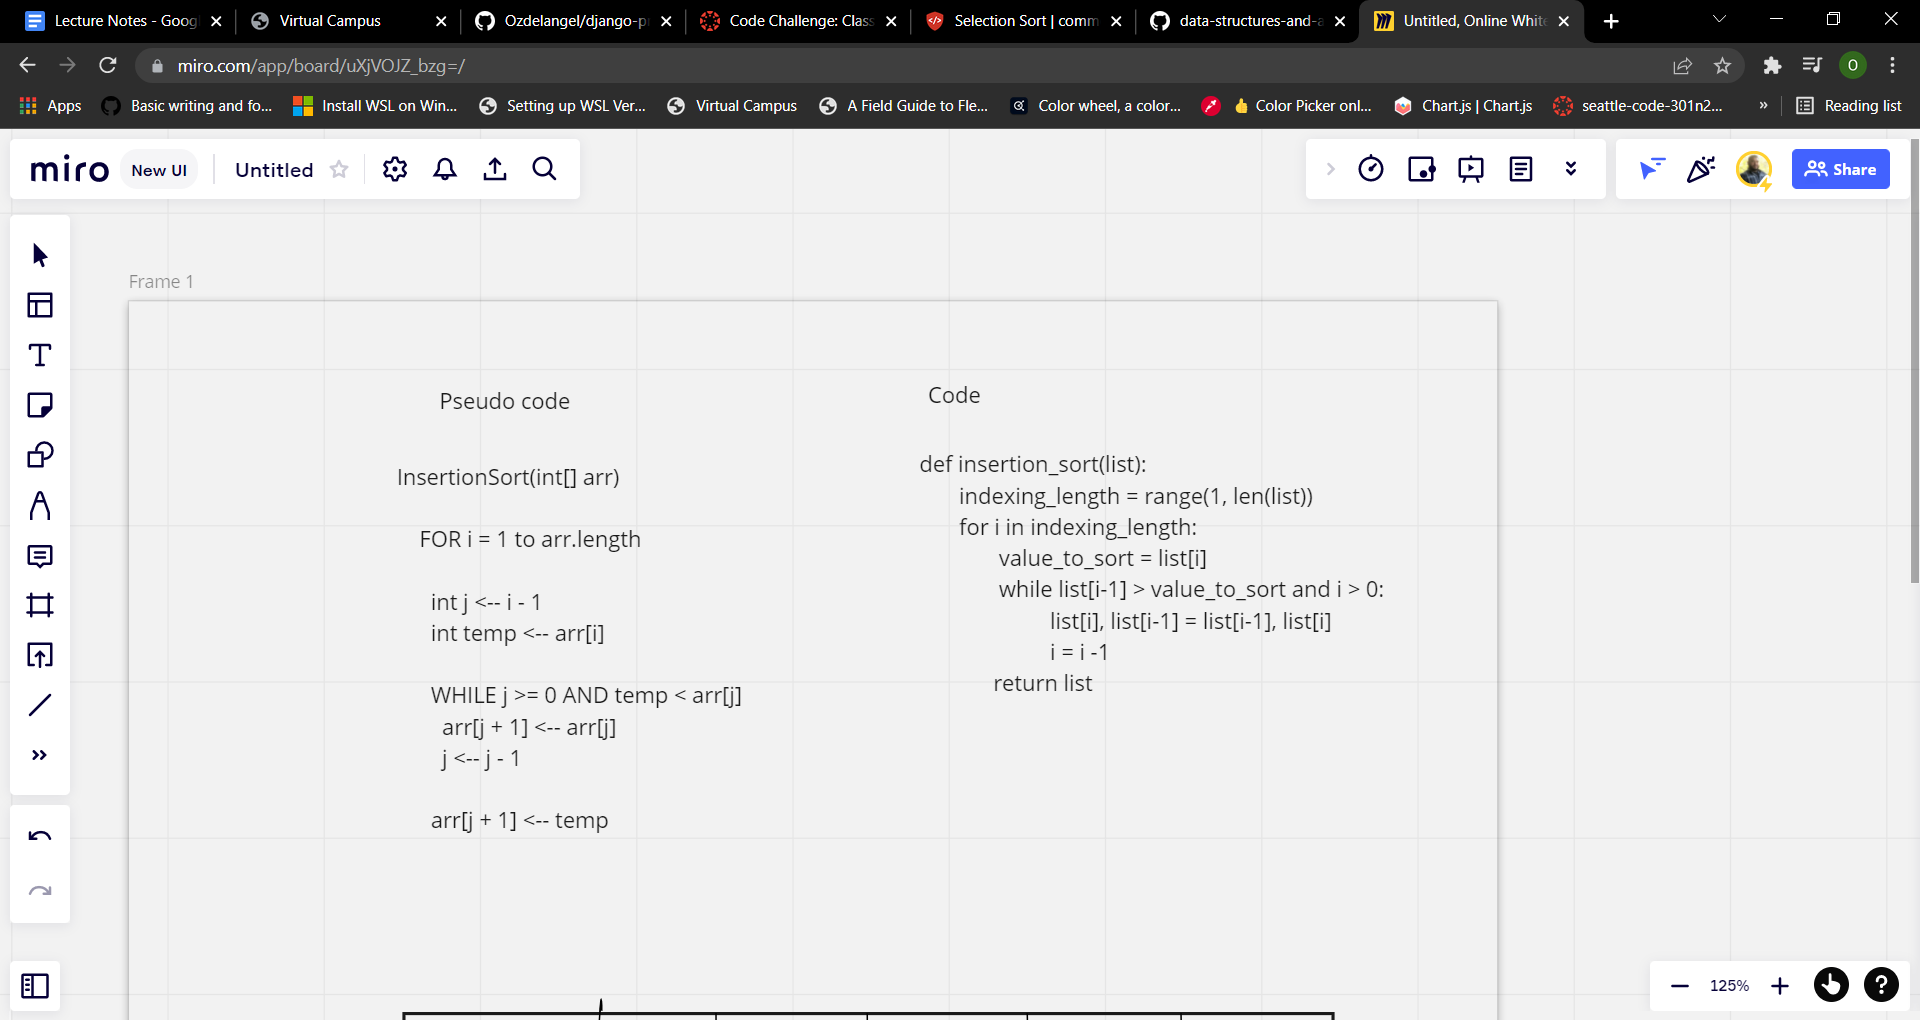 Lecture Notes - Goog
Virtual Campus
Ozdelangel/django-p
Code Challenge: Class
Selection Sort | comm
data-structures-and-a
Untitled, Online White
miro.com/app/board/uXjVOJZ_bzg=/
O
Apps
Basic writing and fo...
Install WSL on Win...
Setting up WSL Ver...
Virtual Campus
A Field Guide to Fle...
Color wheel, a color...
👍 Color Picker onl...
Chart.js | Chart.js
seattle-code-301n2...
»
Reading list
miro
New UI
Untitled
Share
Frame 1
Pseudo code
InsertionSort(int[] arr)
FOR i = 1 to arr.length
int j <-- i - 1
int temp <-- arr[i]
WHILE j >= 0 AND temp < arr[j]
arr[j + 1] <-- arr[j]
j <-- j - 1
arr[j + 1] <-- temp
Code
def insertion_sort(list):
indexing_length = range(1, len(list))
for i in indexing_length:
value_to_sort = list[i]
while list[i-1] > value_to_sort and i > 0:
list[i], list[i-1] = list[i-1], list[i]
i = i -1
return list
125%